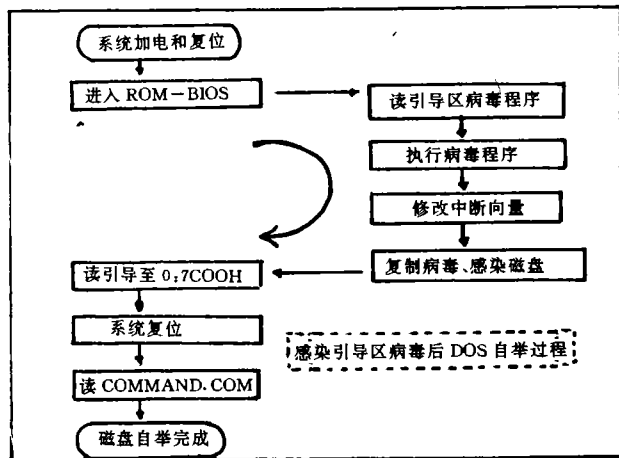 系统加电和复位
进入 ROM-BIOS
读引导区病毒程序
执行病毒程序
修改中断向量
复制病毒、感染磁盘
读引导至 0:7COOH
系统复位
读 COMMAND.COM
磁盘自举完成
感染引导区病毒后 DOS 自举过程